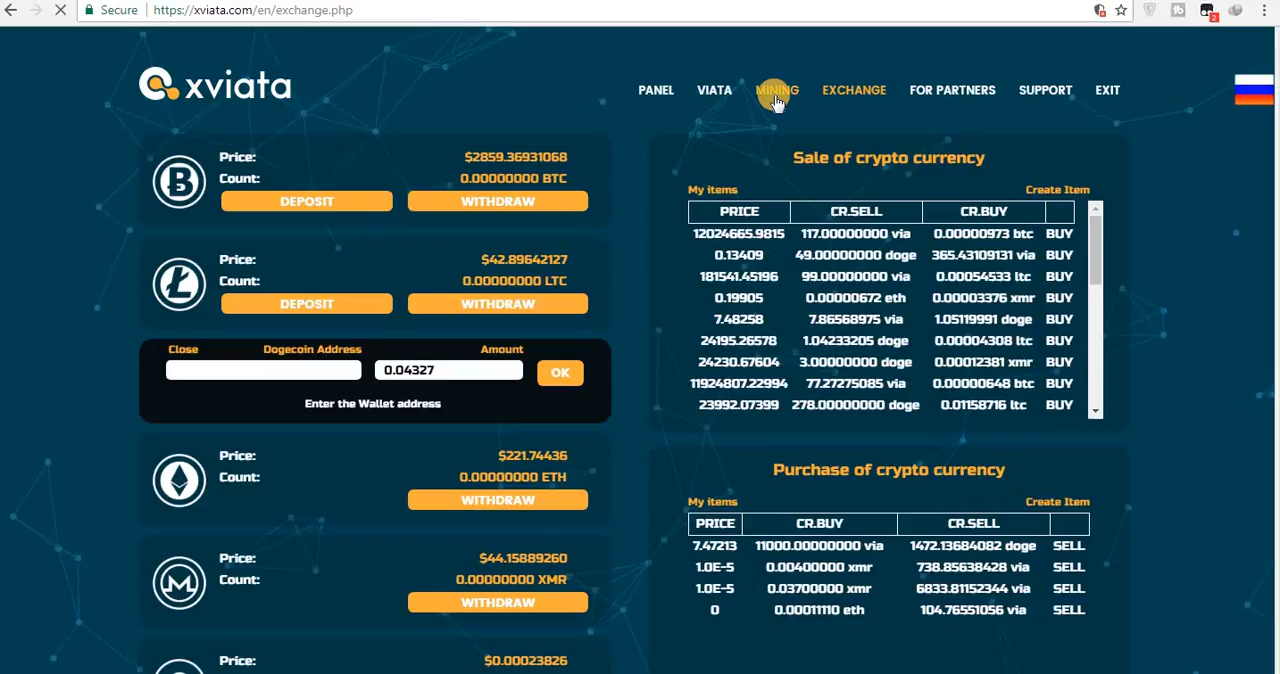 Secure https://xviata.com/en/exchange.php
2
xviata
PANEL VIATA MINING EXCHANGE FOR PARTNERS SUPPORT EXIT
Price: $2859.36931068
Count: 0.00000000 BTC
DEPOSIT WITHDRAW
Price: $42.89642127
Count: 0.00000000 LTC
DEPOSIT WITHDRAW
Close Dogecoin Address Amount
0.04327 OK
Enter the Wallet address
Price: $221.74436
Count: 0.00000000 ETH
WITHDRAW
Price: $44.15889260
Count: 0.00000000 XMR
WITHDRAW
Price: $0.00023826
Sale of crypto currency
My items Create Item
PRICE CR.SELL CR.BUY
12024665.9815 117.00000000 via 0.00000973 btc BUY
0.13409 49.00000000 doge 365.43109131 via BUY
181541.45196 99.00000000 via 0.00054533 ltc BUY
0.19905 0.00000672 eth 0.00003376 xmr BUY
7.48258 7.86568975 via 1.05119991 doge BUY
24195.26578 1.04233205 doge 0.00004308 ltc BUY
24230.67604 3.00000000 doge 0.00012381 xmr BUY
11924807.22994 77.27275085 via 0.00000648 btc BUY
23992.07399 278.00000000 doge 0.01158716 ltc BUY
Purchase of crypto currency
My items Create Item
PRICE CR.BUY CR.SELL
7.47213 11000.00000000 via 1472.13684082 doge SELL
1.0E-5 0.00400000 xmr 738.85638428 via SELL
1.0E-5 0.03700000 xmr 6833.81152344 via SELL
0 0.00011110 eth 104.76551056 via SELL